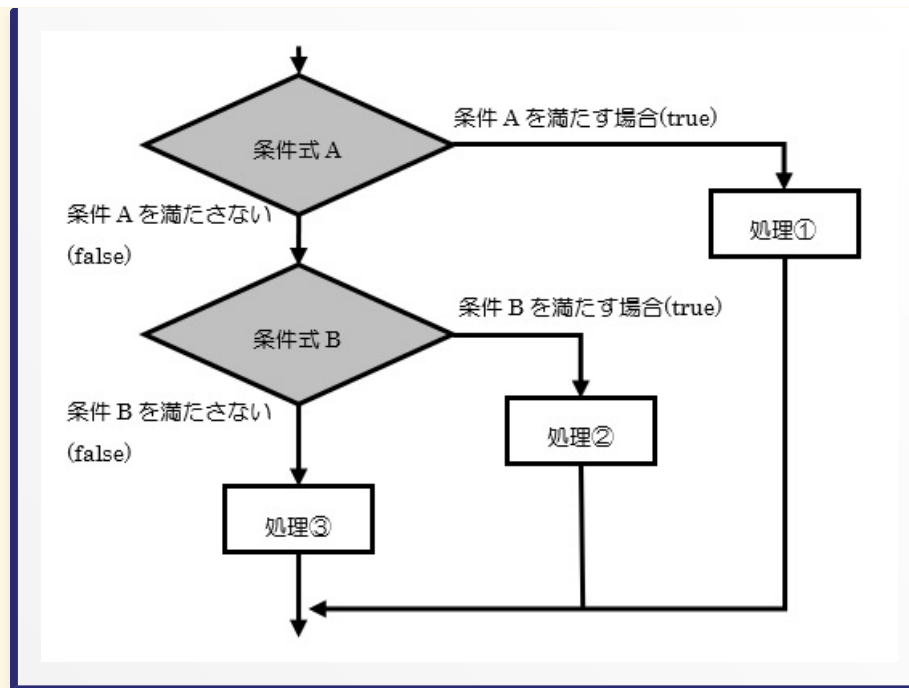 条件 A を満たす場合(true)
条件式 A
条件 A を満たさない
(false)
処理①
条件 B を満たす場合(true)
条件式 B
条件 B を満たさない
(false)
処理②
処理③